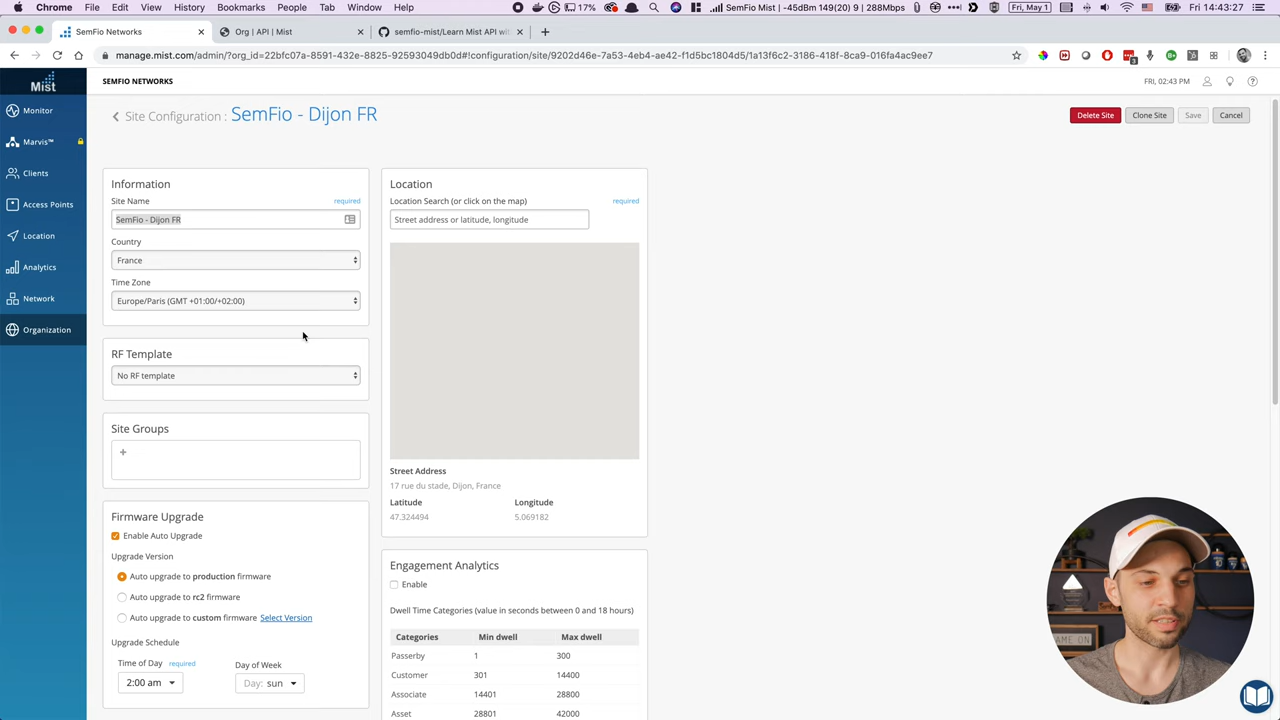 Chrome File Edit View History Bookmarks People Tab Window Help 17% SemFio Mist -45dBm 149(20) 9 | 288Mbps Fri, May 1 14:43:27
SemFio Networks Org | API | Mist semfio-mist/Learn Mist API with
manage.mist.com/admin/?org_id=22bfc07a-8591-432e-8825-92593049db0d#!configuration/site/9202d46e-7a53-4eb4-ae42-f1d5bc1804d5/1a13f6c2-3186-418f-8ca9-016fa4ac9ee7
Mist
SEMFIO NETWORKS
FRI, 02:43 PM
Monitor
Marvis™
Clients
Access Points
Location
Analytics
Network
Organization
Site Configuration : SemFio - Dijon FR
Delete Site Clone Site Save Cancel
Information
Site Name required
SemFio - Dijon FR
Country
France
Time Zone
Europe/Paris (GMT +01:00/+02:00)
RF Template
No RF template
Site Groups
+
Firmware Upgrade
Enable Auto Upgrade
Upgrade Version
Auto upgrade to production firmware
Auto upgrade to rc2 firmware
Auto upgrade to custom firmware Select Version
Upgrade Schedule
Time of Day required
Day of Week
2:00 am
Day: sun
Location
Location Search (or click on the map) required
Street address or latitude, longitude
Street Address
17 rue du stade, Dijon, France
Latitude Longitude
47.324494 5.069182
Engagement Analytics
Enable
Dwell Time Categories (value in seconds between 0 and 18 hours)
Categories Min dwell Max dwell
Passerby 1 300
Customer 301 14400
Associate 14401 28800
Asset 28801 42000